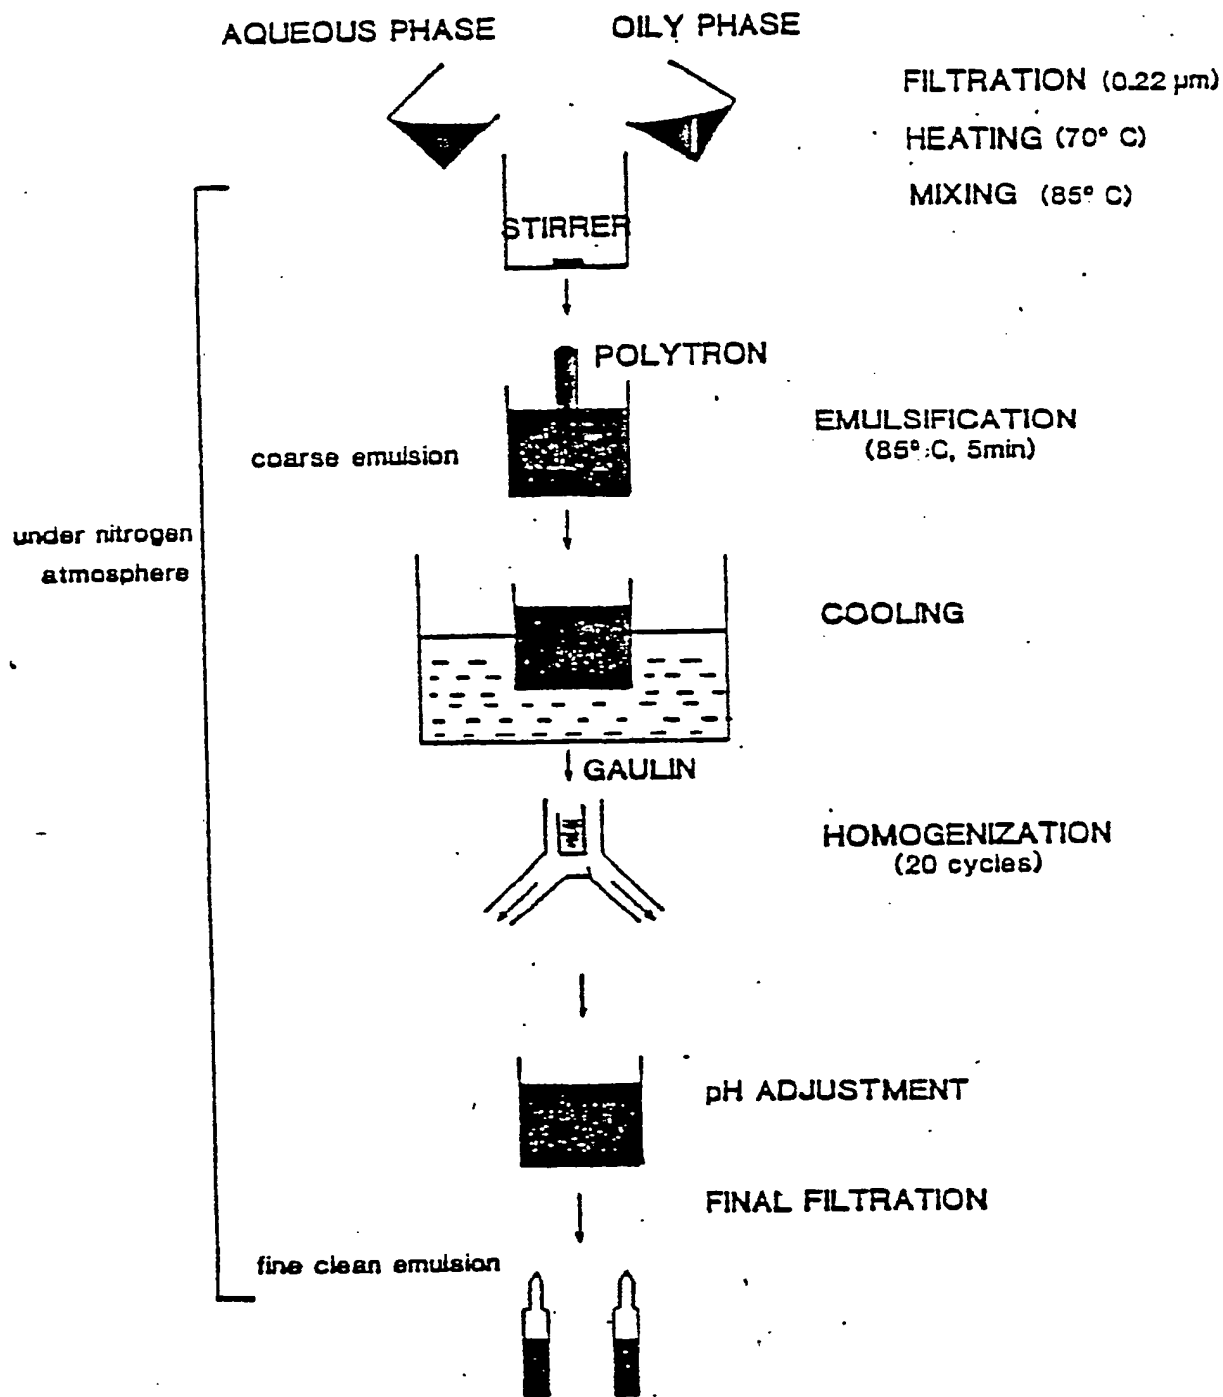 AQUEOUS PHASE
OILY PHASE
FILTRATION (0.22 µm)
HEATING (70° C)
MIXING (85° C)
STIRRER
POLYTRON
EMULSIFICATION
(85° C, 5min)
coarse emulsion
under nitrogen
atmosphere
COOLING
GAULIN
HOMOGENIZATION
(20 cycles)
pH ADJUSTMENT
FINAL FILTRATION
fine clean emulsion